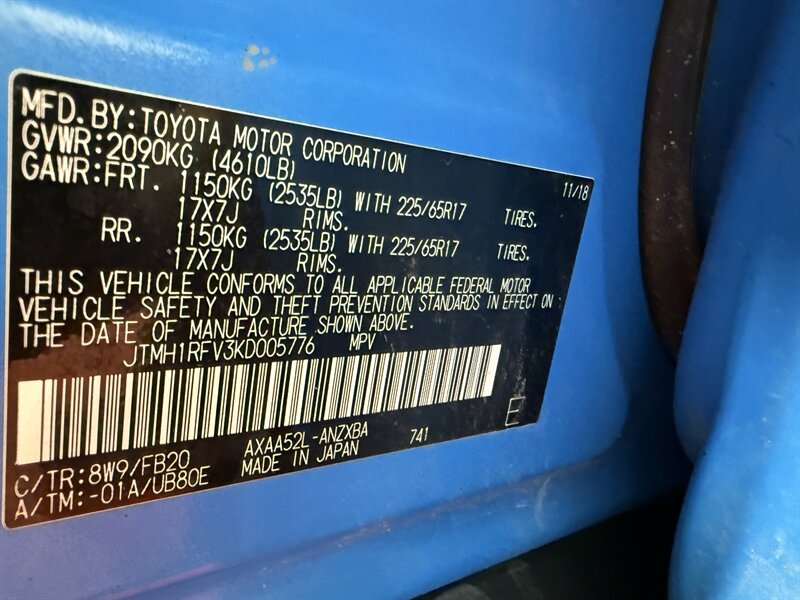 MFD.BY:TOYOTA MOTOR CORPORATION 11/18
GVWR:2090KG (4610LB)
GAWR:FRT. 1150KG (2535LB) WITH 225/65R17 TIRES.
17X7J RIMS.
RR. 1150KG (2535LB) WITH 225/65R17 TIRES.
17X7J RIMS.
THIS VEHICLE CONFORMS TO ALL APPLICABLE FEDERAL MOTOR
VEHICLE SAFETY AND THEFT PREVENTION STANDARDS IN EFFECT ON
THE DATE OF MANUFACTURE SHOWN ABOVE.
JTMH1RFV3KD005776 MPV
E
C/TR:8W9/FB20 AXAA52L-ANZXBA 741
A/TM:-01A/UB80E MADE IN JAPAN